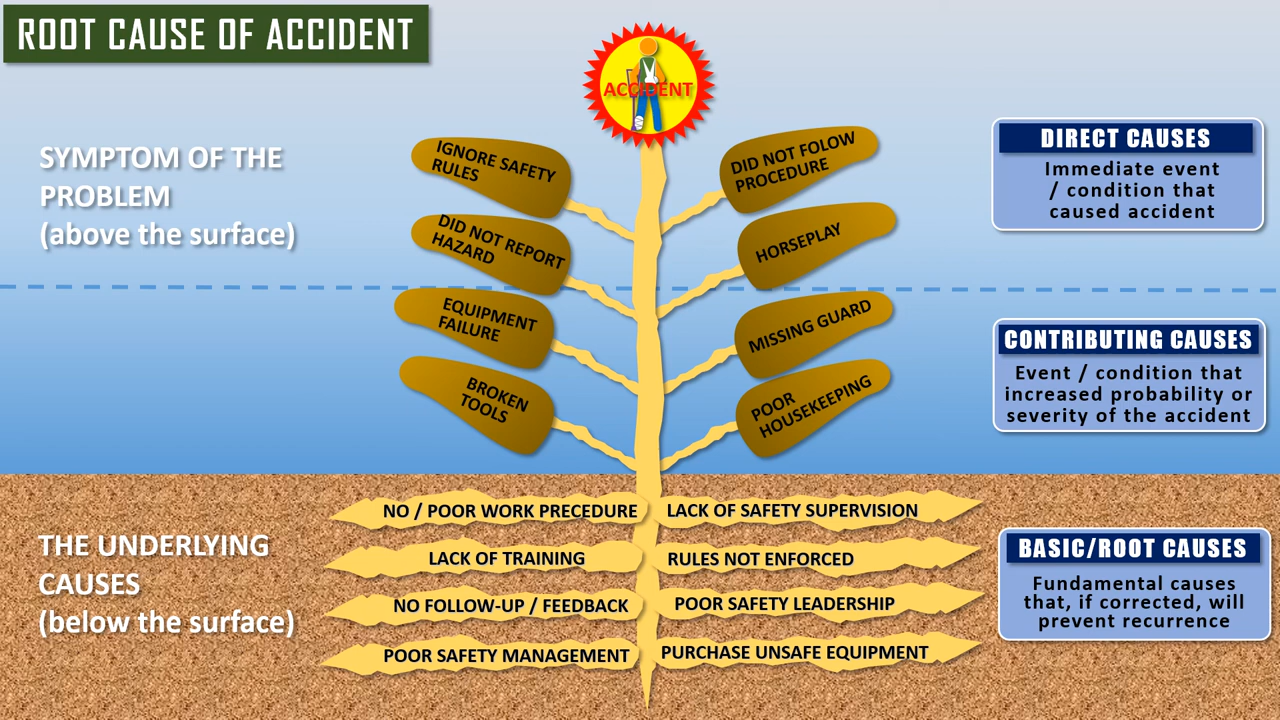 ROOT CAUSE OF ACCIDENT
ACCIDENT
SYMPTOM OF THE
PROBLEM
(above the surface)
IGNORE SAFETY
RULES
DID NOT FOLOW
PROCEDURE
DID NOT REPORT
HAZARD
HORSEPLAY
EQUIPMENT
FAILURE
MISSING GUARD
BROKEN
TOOLS
POOR
HOUSEKEEPING
DIRECT CAUSES
Immediate event
/ condition that
caused accident
CONTRIBUTING CAUSES
Event / condition that
increased probability or
severity of the accident
THE UNDERLYING
CAUSES
(below the surface)
NO / POOR WORK PRECEDURE
LACK OF SAFETY SUPERVISION
LACK OF TRAINING
RULES NOT ENFORCED
NO FOLLOW-UP / FEEDBACK
POOR SAFETY LEADERSHIP
POOR SAFETY MANAGEMENT
PURCHASE UNSAFE EQUIPMENT
BASIC/ROOT CAUSES
Fundamental causes
that, if corrected, will
prevent recurrence